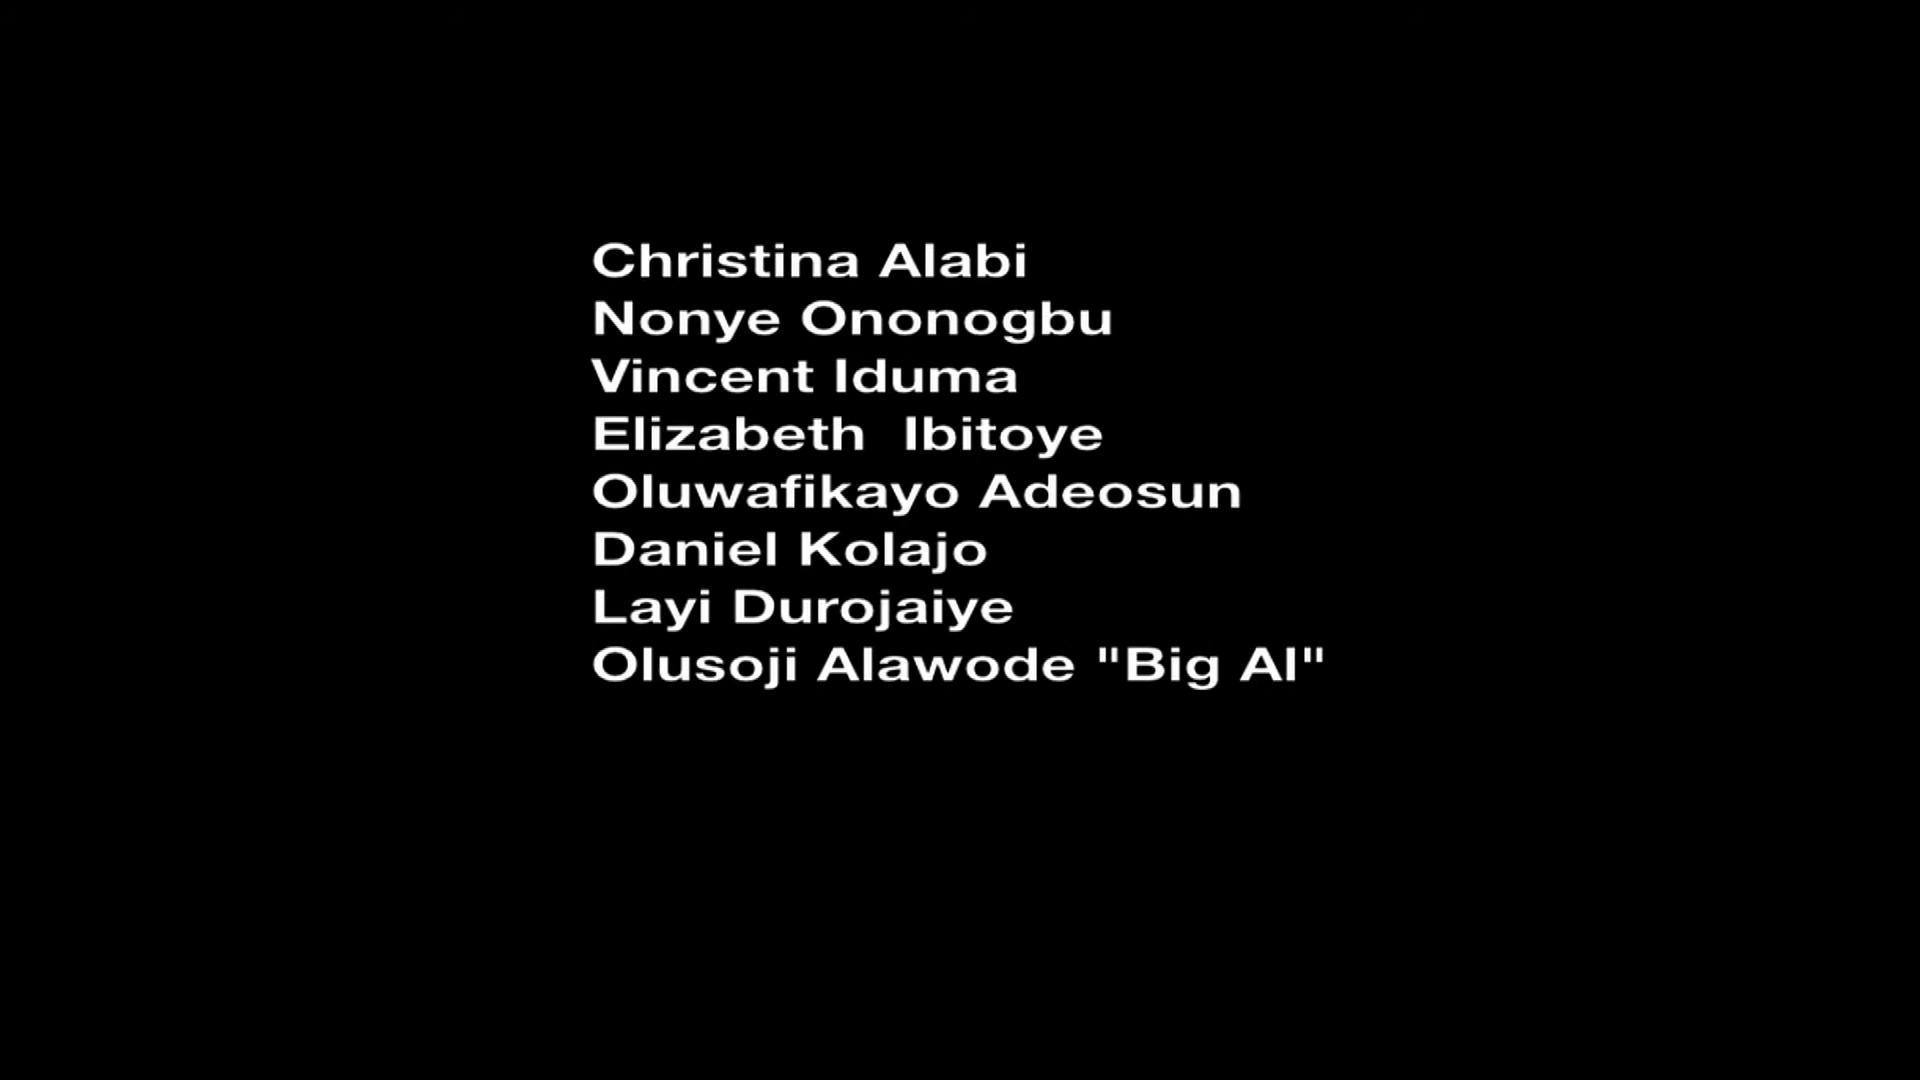 Christina Alabi
Nonye Ononogbu
Vincent Iduma
Elizabeth  Ibitoye
Oluwafikayo Adeosun
Daniel Kolajo
Layi Durojaiye
Olusoji Alawode "Big Al"